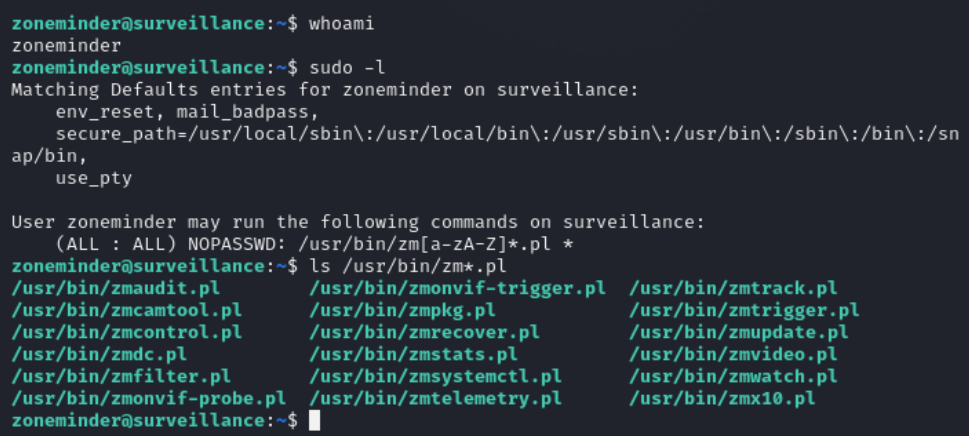 zoneminder@surveillance:~$ whoami
zoneminder
zoneminder@surveillance:~$ sudo -l
Matching Defaults entries for zoneminder on surveillance:
    env_reset, mail_badpass,
    secure_path=/usr/local/sbin\:/usr/local/bin\:/usr/sbin\:/usr/bin\:/sbin\:/bin\:/sn
ap/bin,
    use_pty

User zoneminder may run the following commands on surveillance:
    (ALL : ALL) NOPASSWD: /usr/bin/zm[a-zA-Z]*.pl *
zoneminder@surveillance:~$ ls /usr/bin/zm*.pl
/usr/bin/zmaudit.pl        /usr/bin/zmonvif-trigger.pl  /usr/bin/zmtrack.pl
/usr/bin/zmcamtool.pl      /usr/bin/zmpkg.pl            /usr/bin/zmtrigger.pl
/usr/bin/zmcontrol.pl      /usr/bin/zmrecover.pl        /usr/bin/zmupdate.pl
/usr/bin/zmdc.pl           /usr/bin/zmstats.pl          /usr/bin/zmvideo.pl
/usr/bin/zmfilter.pl       /usr/bin/zmsystemctl.pl      /usr/bin/zmwatch.pl
/usr/bin/zmonvif-probe.pl  /usr/bin/zmtelemetry.pl      /usr/bin/zmx10.pl
zoneminder@surveillance:~$